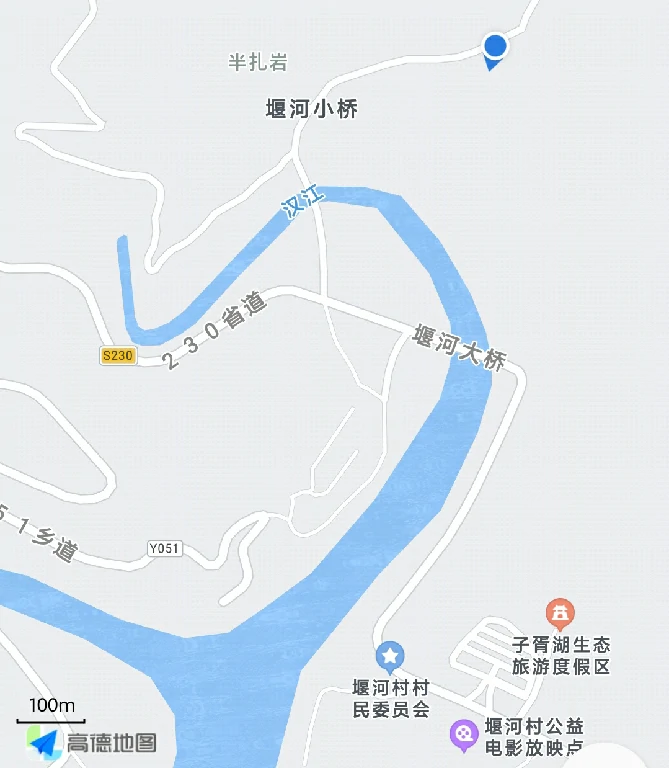 半扎岩
堰河小桥
汉江
230省道
堰河大桥
S230
51乡道
Y051
子胥湖生态
旅游度假区
堰河村村
民委员会
100m
堰河村公益
电影放映点
高德地图